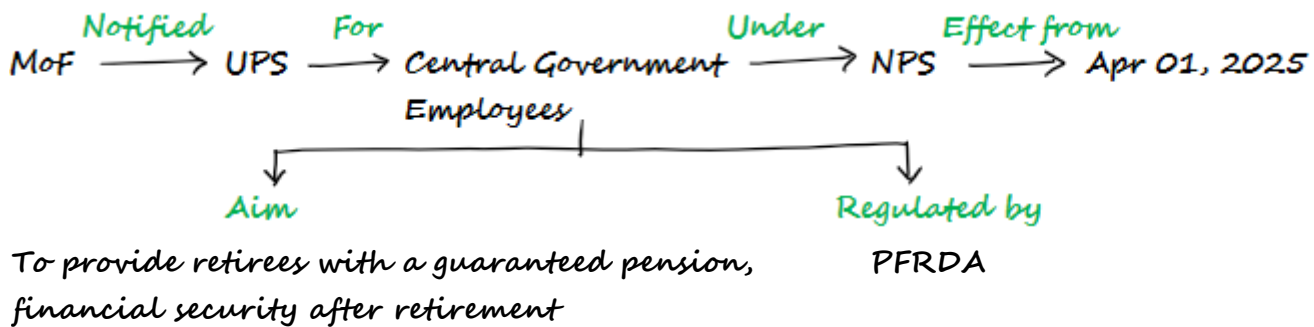 Notified For Under Effect from
MoF → UPS → Central Government → NPS → Apr 01, 2025
Employees
Aim Regulated by
To provide retirees with a guaranteed pension, PFRDA
financial security after retirement